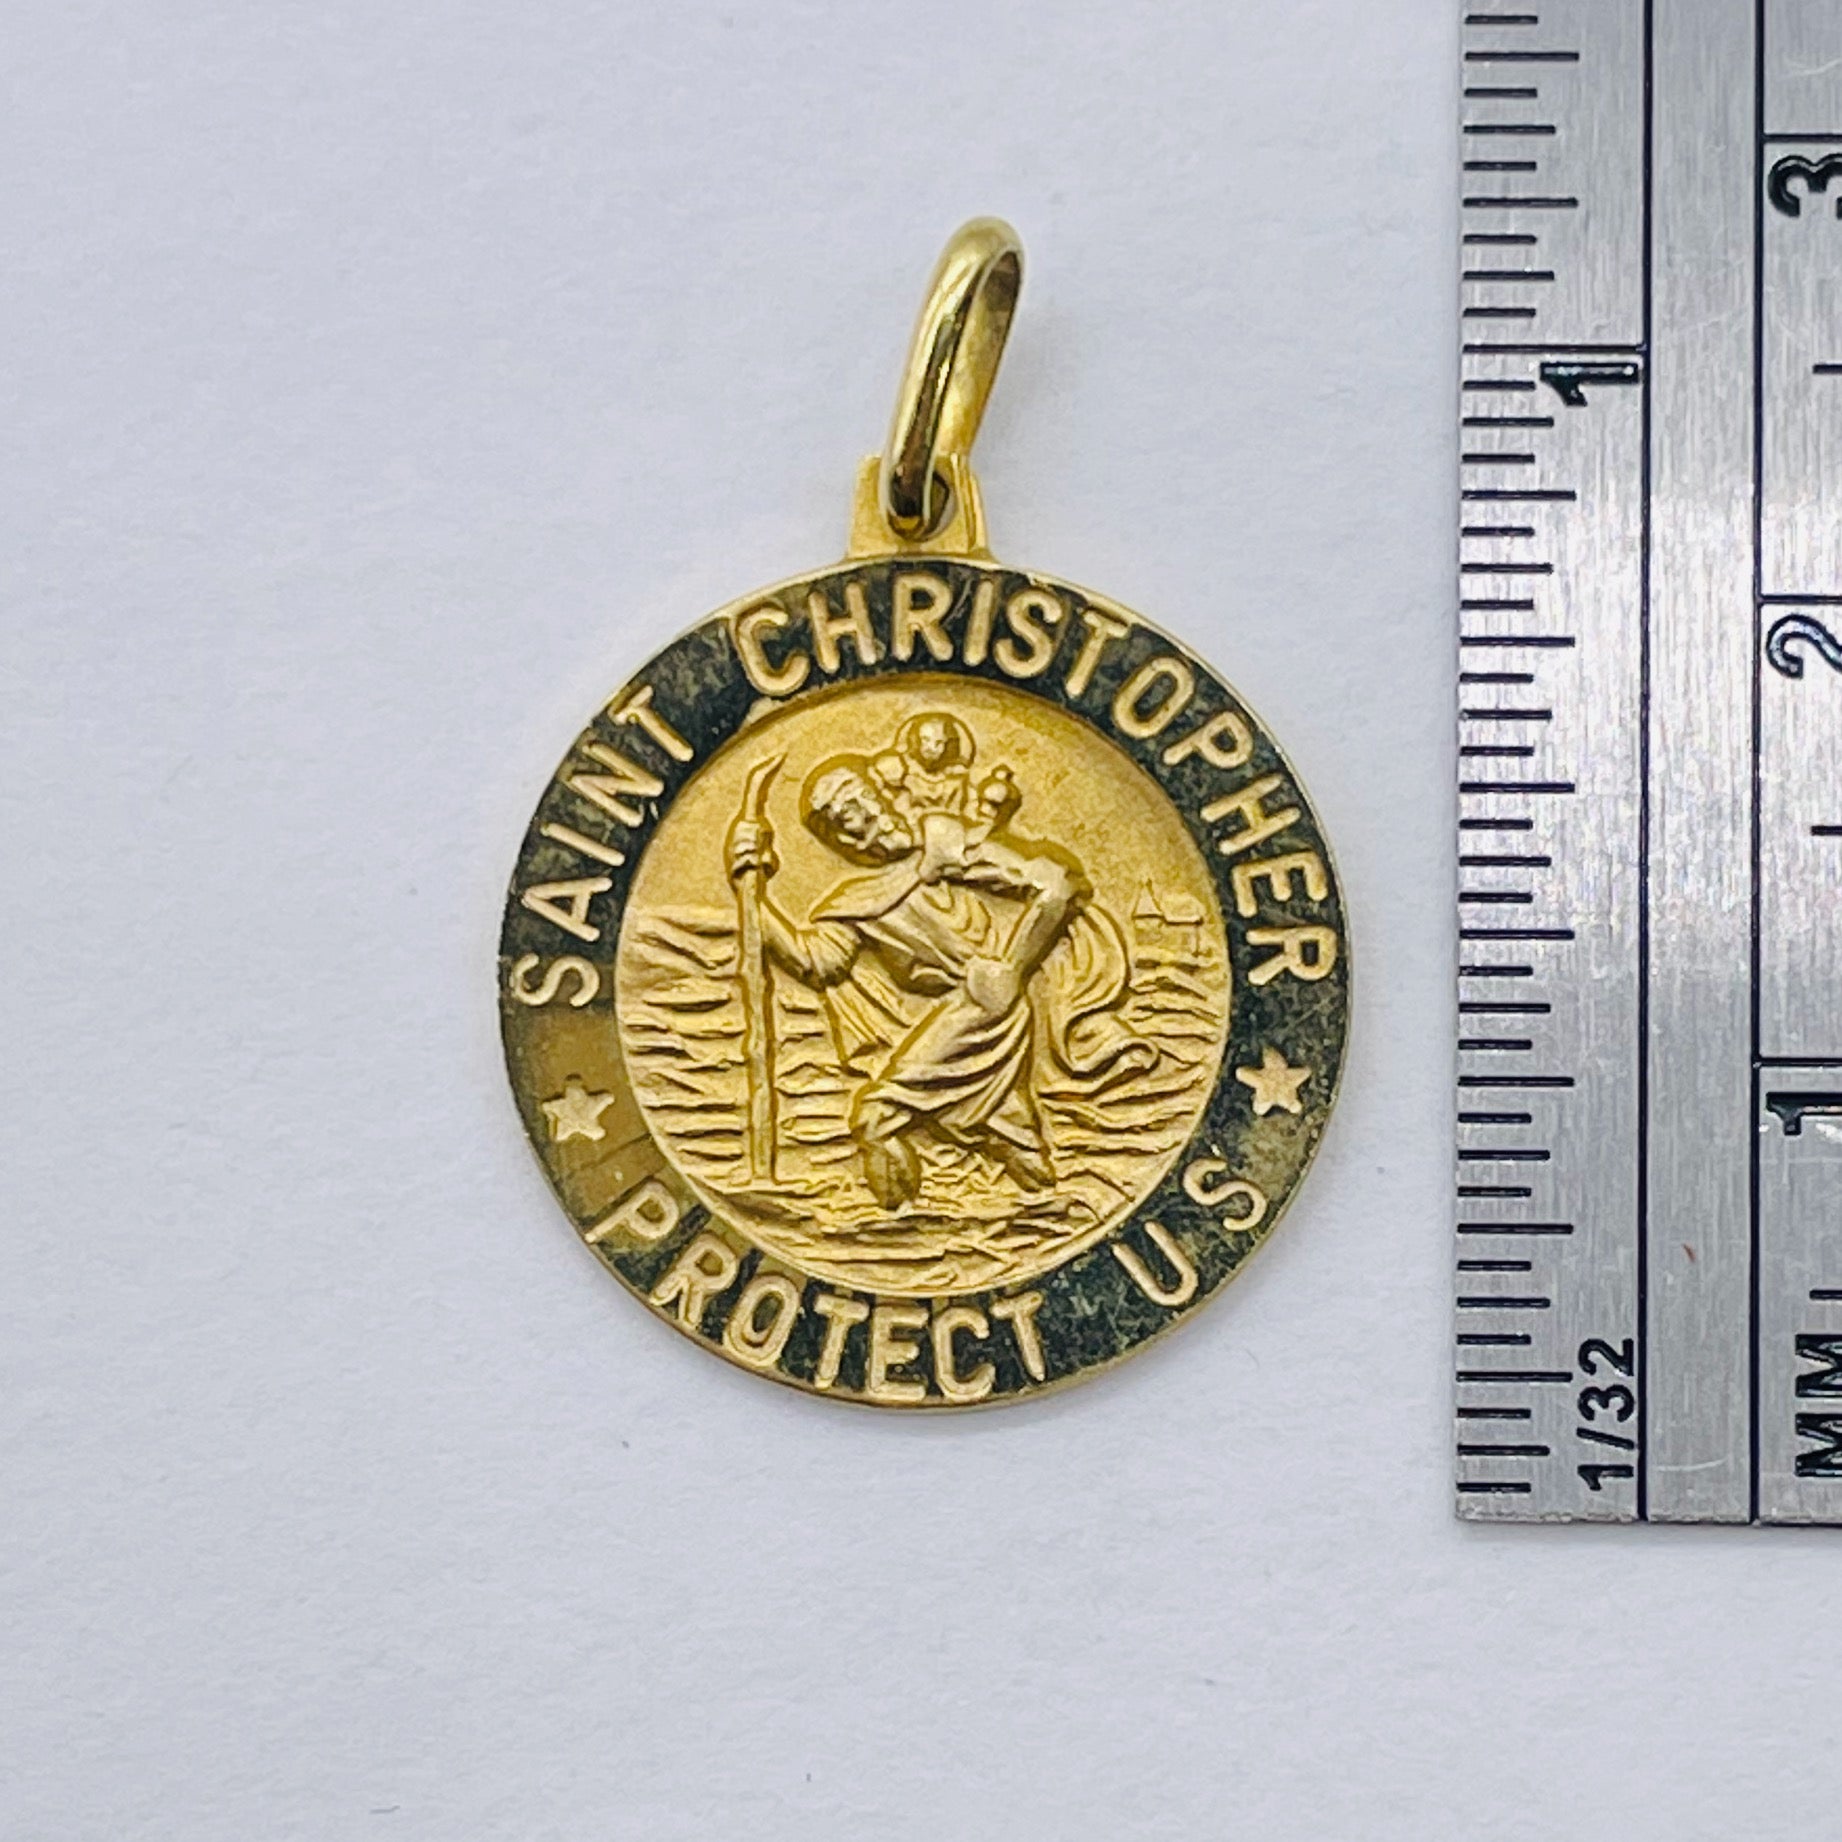 SAINT CHRISTOPHER
PROTECT US
1
1/32
3
2
1
MM